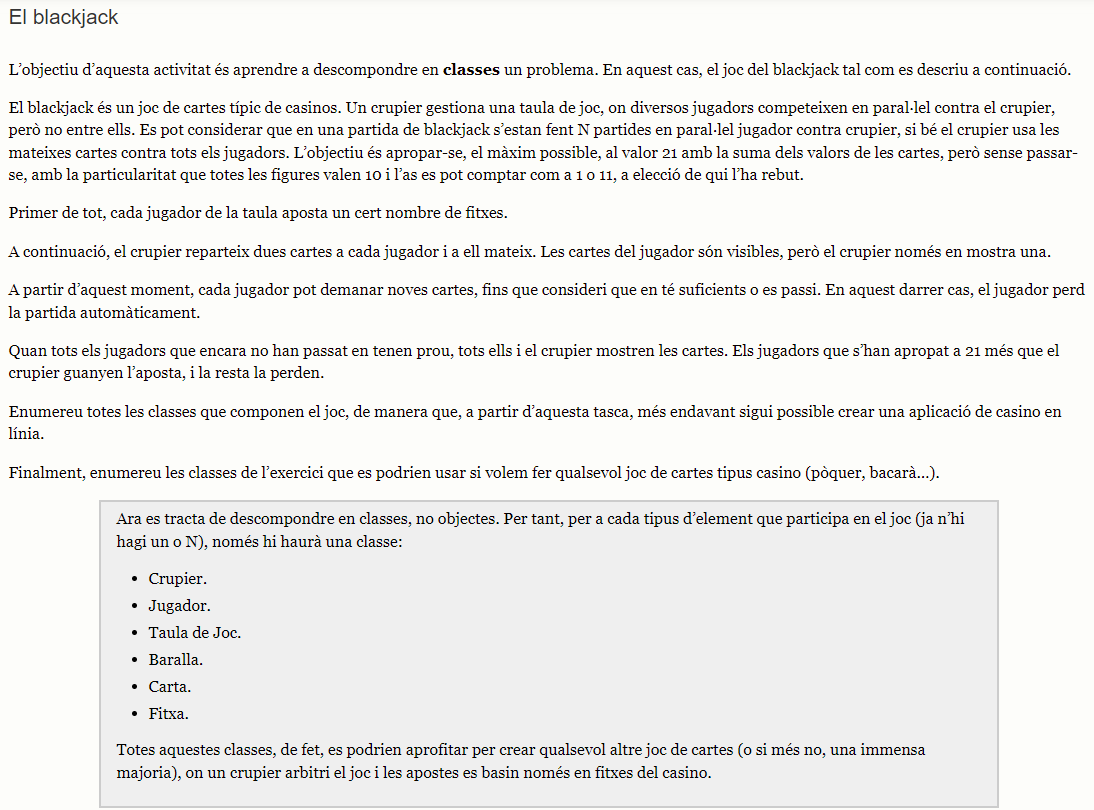 El blackjack
L’objectiu d’aquesta activitat és aprendre a descompondre en classes un problema. En aquest cas, el joc del blackjack tal com es descriu a continuació.
El blackjack és un joc de cartes típic de casinos. Un crupier gestiona una taula de joc, on diversos jugadors competeixen en paral·lel contra el crupier,
però no entre ells. Es pot considerar que en una partida de blackjack s’estan fent N partides en paral·lel jugador contra crupier, si bé el crupier usa les
mateixes cartes contra tots els jugadors. L’objectiu és apropar-se, el màxim possible, al valor 21 amb la suma dels valors de les cartes, però sense passar-
se, amb la particularitat que totes les figures valen 10 i l’as es pot comptar com a 1 o 11, a elecció de qui l’ha rebut.
Primer de tot, cada jugador de la taula aposta un cert nombre de fitxes.
A continuació, el crupier reparteix dues cartes a cada jugador i a ell mateix. Les cartes del jugador són visibles, però el crupier només en mostra una.
A partir d’aquest moment, cada jugador pot demanar noves cartes, fins que consideri que en té suficients o es passi. En aquest darrer cas, el jugador perd
la partida automàticament.
Quan tots els jugadors que encara no han passat en tenen prou, tots ells i el crupier mostren les cartes. Els jugadors que s’han apropat a 21 més que el
crupier guanyen l’aposta, i la resta la perden.
Enumereu totes les classes que componen el joc, de manera que, a partir d’aquesta tasca, més endavant sigui possible crear una aplicació de casino en
línia.
Finalment, enumereu les classes de l’exercici que es podrien usar si volem fer qualsevol joc de cartes tipus casino (pòquer, bacarà...).
Ara es tracta de descompondre en classes, no objectes. Per tant, per a cada tipus d’element que participa en el joc (ja n’hi
hagi un o N), només hi haurà una classe:
• Crupier.
• Jugador.
• Taula de Joc.
• Baralla.
• Carta.
• Fitxa.
Totes aquestes classes, de fet, es podrien aprofitar per crear qualsevol altre joc de cartes (o si més no, una immensa
majoria), on un crupier arbitri el joc i les apostes es basin només en fitxes del casino.